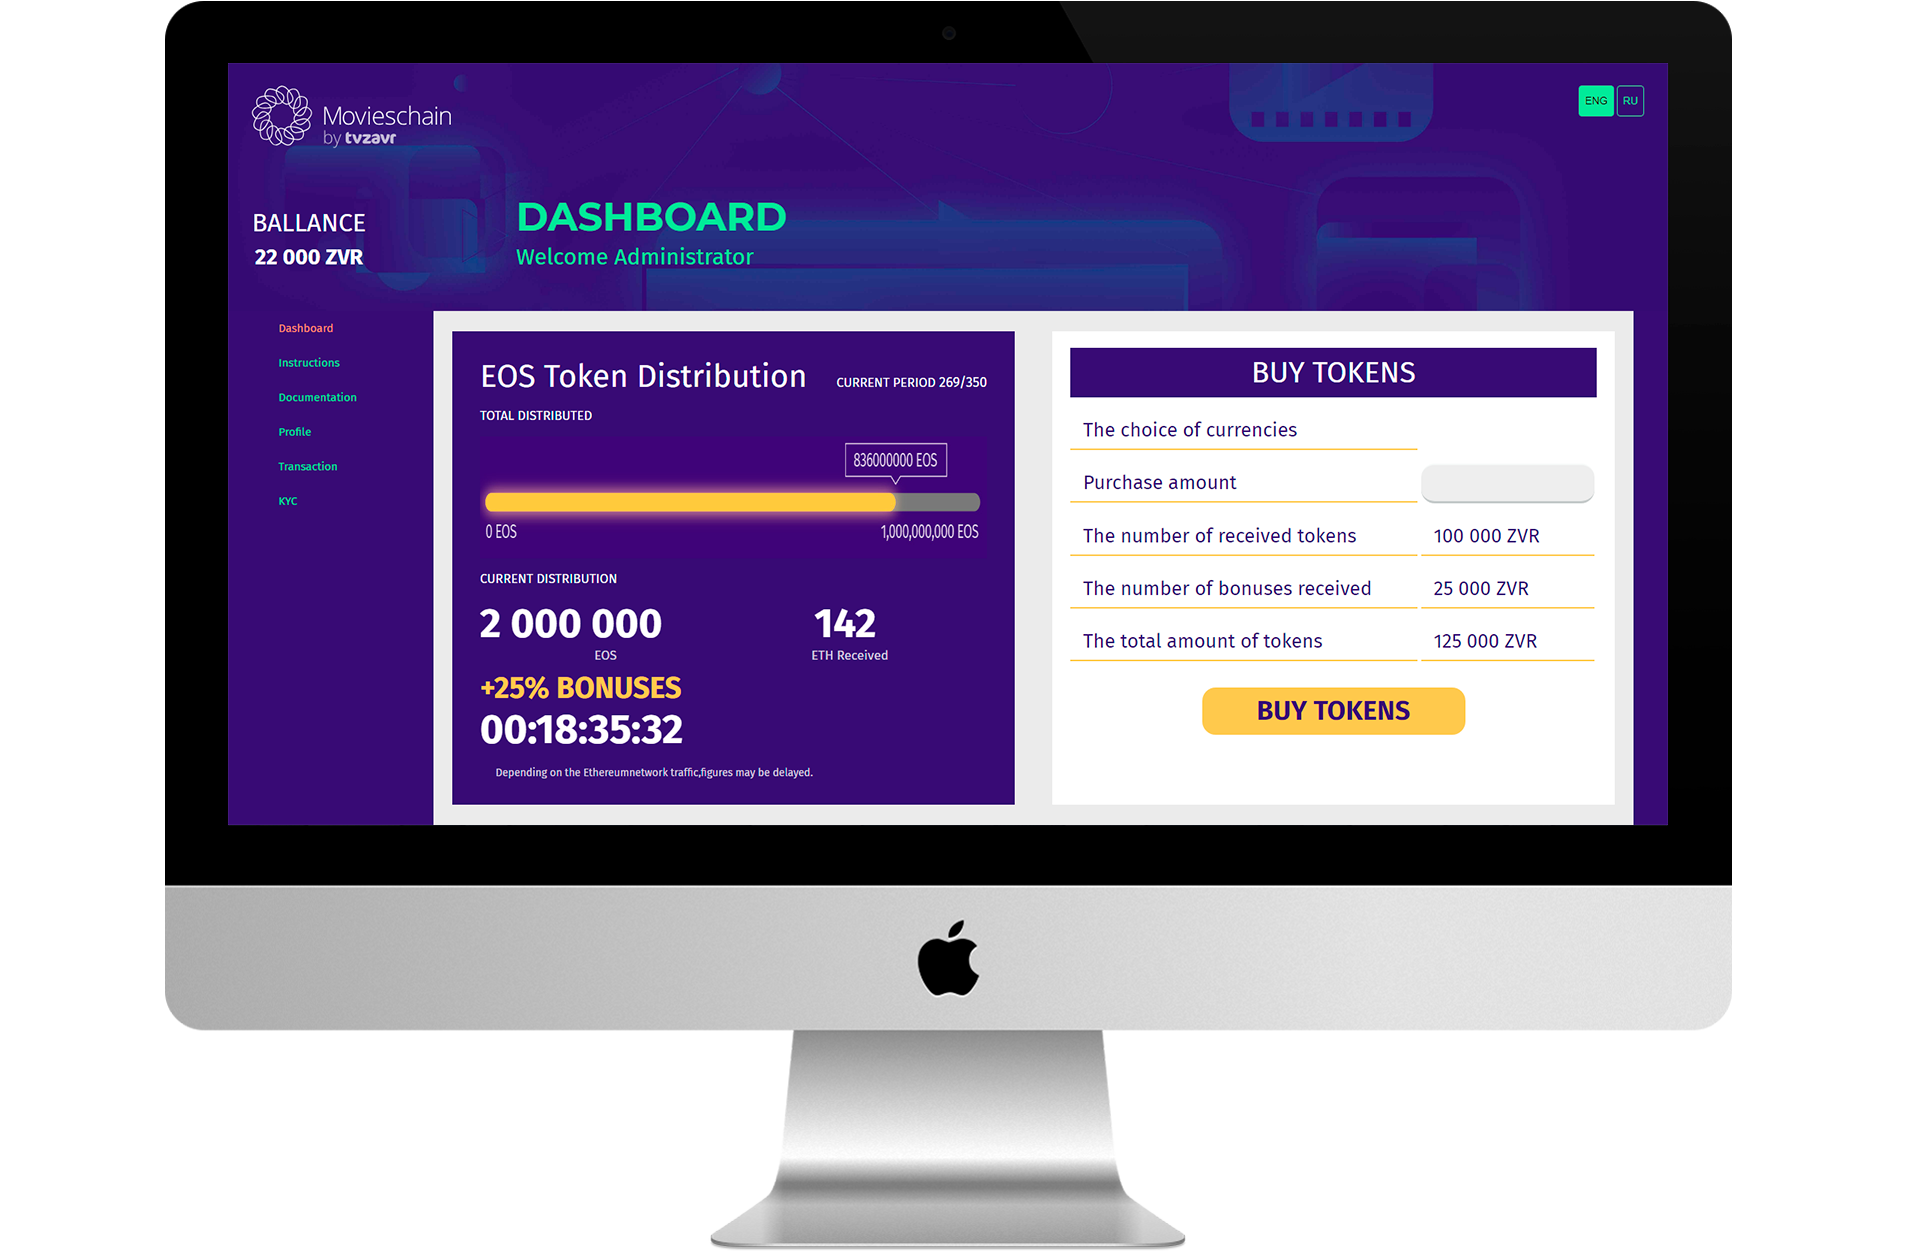 Movieschain
by tvzavr
ENG RU
BALLANCE
22 000 ZVR
DASHBOARD
Welcome Administrator
Dashboard
Instructions
Documentation
Profile
Transaction
KYC
EOS Token Distribution
CURRENT PERIOD 269/350
TOTAL DISTRIBUTED
836000000 EOS
0 EOS
1,000,000,000 EOS
CURRENT DISTRIBUTION
2 000 000
EOS
142
ETH Received
+25% BONUSES
00:18:35:32
Depending on the Ethereumnetwork traffic,figures may be delayed.
BUY TOKENS
The choice of currencies
Purchase amount
The number of received tokens 100 000 ZVR
The number of bonuses received 25 000 ZVR
The total amount of tokens 125 000 ZVR
BUY TOKENS